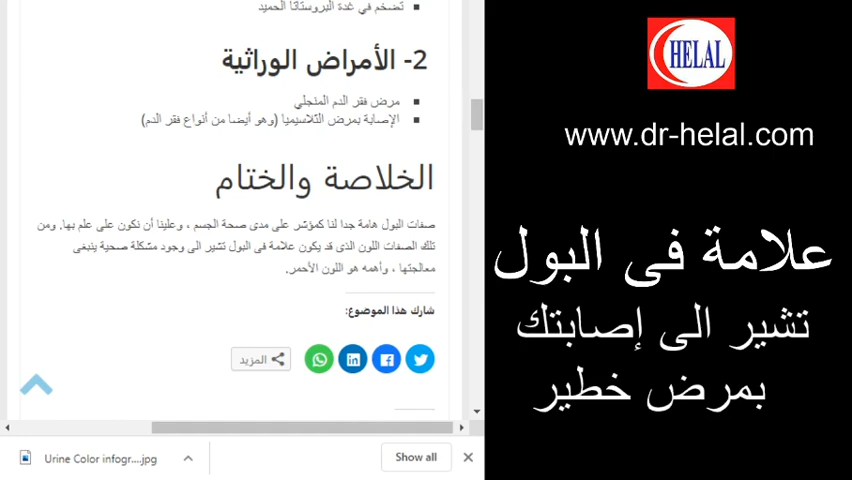 تضخم في غدة البروستاتا الحميد
2- الأمراض الوراثية
مرض فقر الدم المنجلي
الإصابة بمرض الثلاسيميا (وهو أيضا من أنواع فقر الدم)
الخلاصة والختام
صفات البول هامة جدا لنا كمؤشر على مدى صحة الجسم ، وعلينا أن نكون على علم بها. ومن
تلك الصفات اللون الذى قد يكون علامة فى البول تشير الى وجود مشكلة صحية ينبغى
معالجتها ، وأهمه هو اللون الأحمر.
شارك هذا الموضوع:
المزيد
Urine Color infogr....jpg
Show all
HELAL
www.dr-helal.com
علامة فى البول
تشير الى إصابتك
بمرض خطير